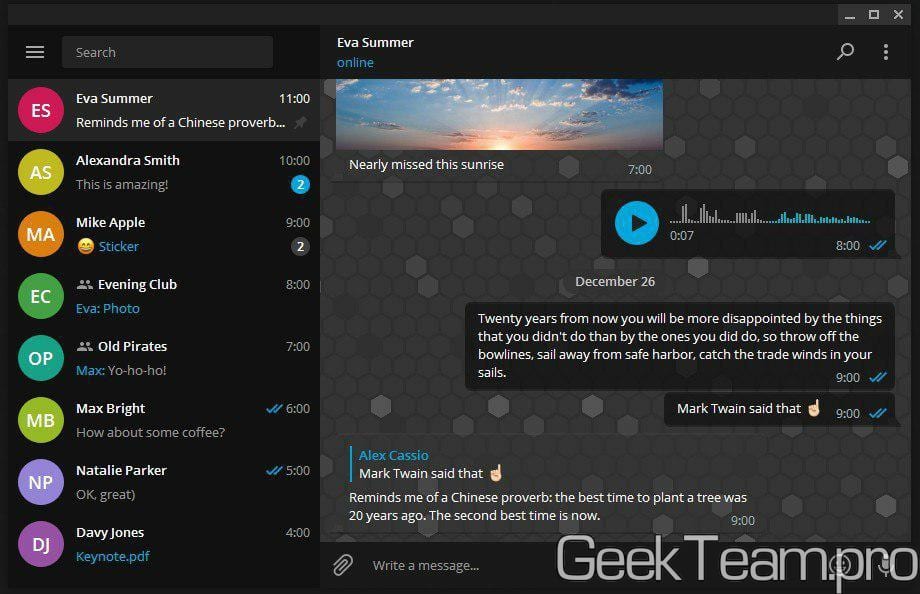 Search
ES
Eva Summer 11:00
Reminds me of a Chinese proverb...
AS
Alexandra Smith 10:00
This is amazing! 2
MA
Mike Apple 9:00
😄 Sticker 2
EC
Evening Club 8:00
Eva: Photo
OP
Old Pirates 7:00
Max: Yo-ho-ho!
MB
Max Bright 6:00
How about some coffee?
NP
Natalie Parker 5:00
OK, great)
DJ
Davy Jones 4:00
Keynote.pdf
Eva Summer
online
Nearly missed this sunrise
7:00
0:07
8:00
December 26
Twenty years from now you will be more disappointed by the things
that you didn't do than by the ones you did do, so throw off the
bowlines, sail away from safe harbor, catch the trade winds in your
sails.
9:00
Mark Twain said that ☝🏻 9:00
Alex Cassio
Mark Twain said that ☝🏻
Reminds me of a Chinese proverb: the best time to plant a tree was
20 years ago. The second best time is now.
9:00
Write a message...
GeekTeam.pro